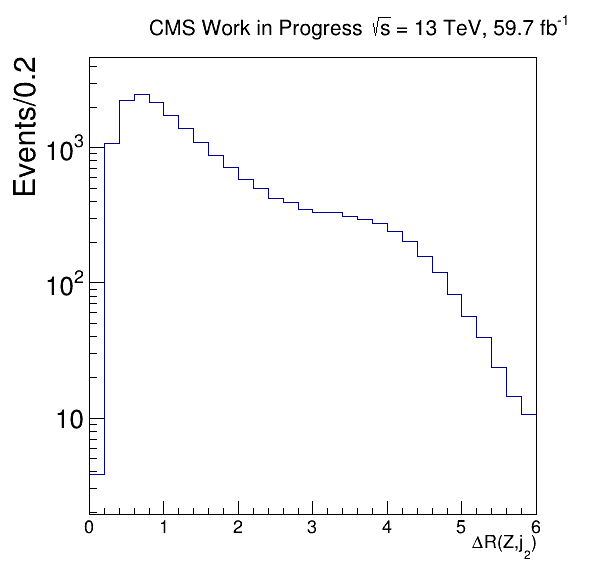 CMS Work in Progress √s = 13 TeV, 59.7 fb⁻¹
Events/0.2
10³
10²
10
0 1 2 3 4 5 6
ΔR(Z,j₂)